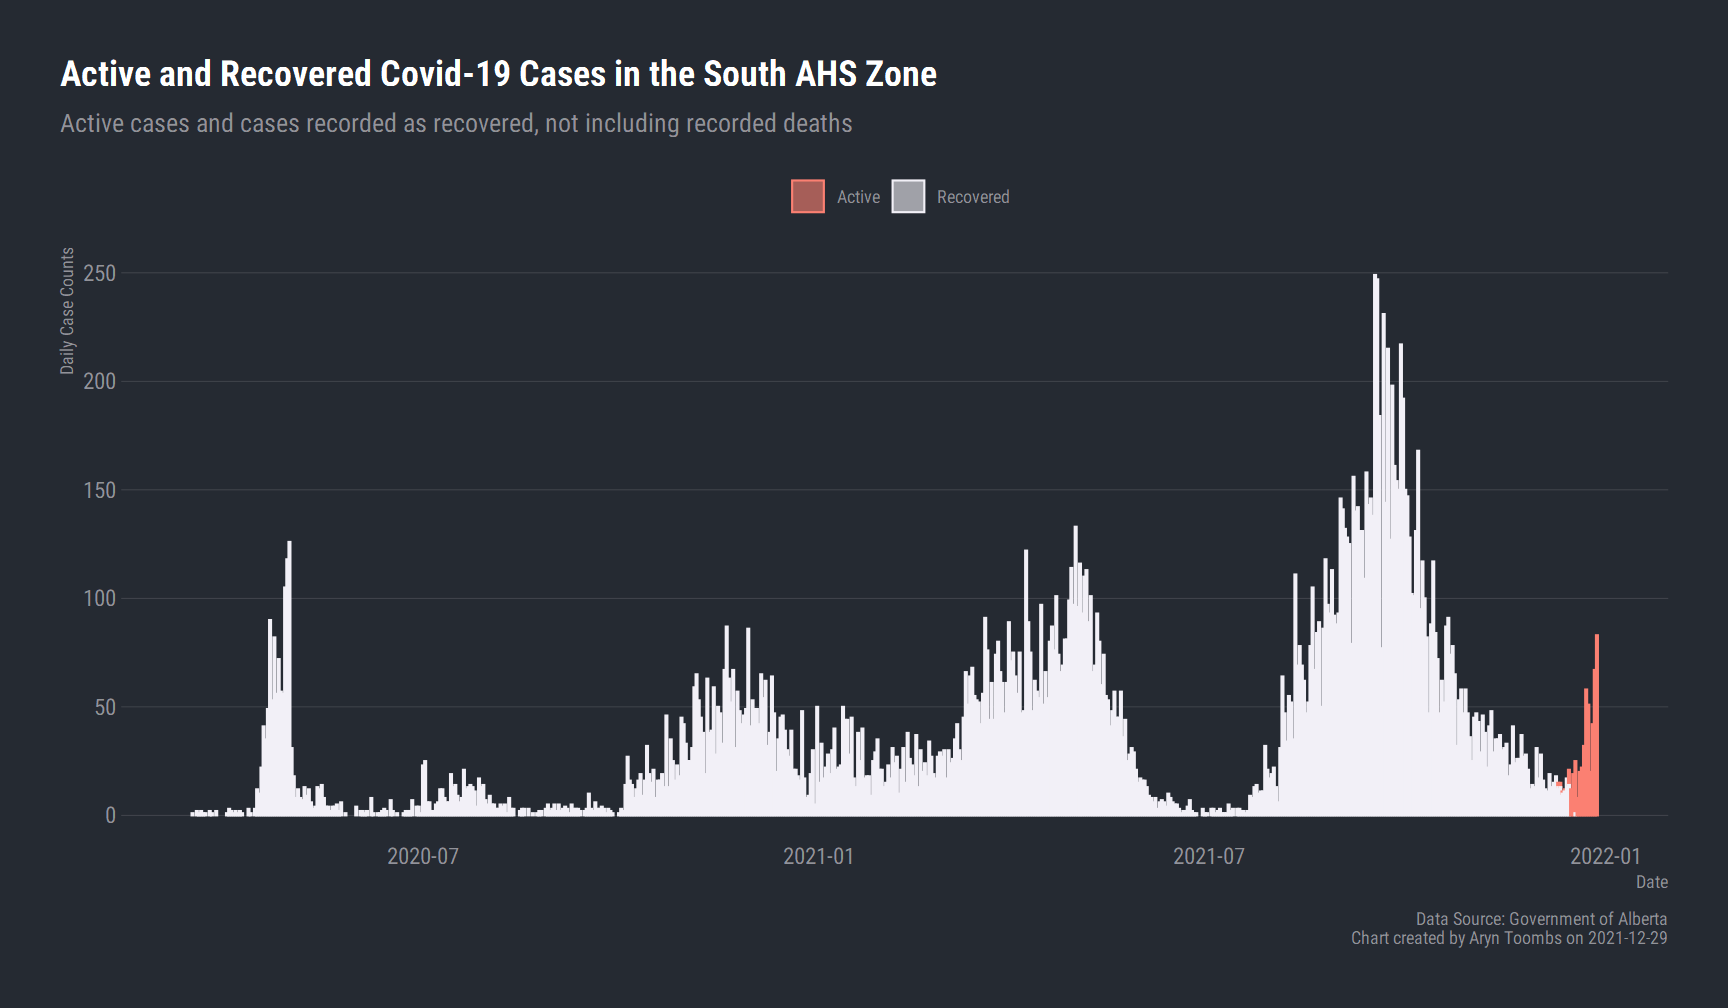 Active and Recovered Covid-19 Cases in the South AHS Zone
Active cases and cases recorded as recovered, not including recorded deaths
Active
Recovered
Daily Case Counts
250
200
150
100
50
0
2020-07
2021-01
2021-07
2022-01
Date
Data Source: Government of Alberta
Chart created by Aryn Toombs on 2021-12-29